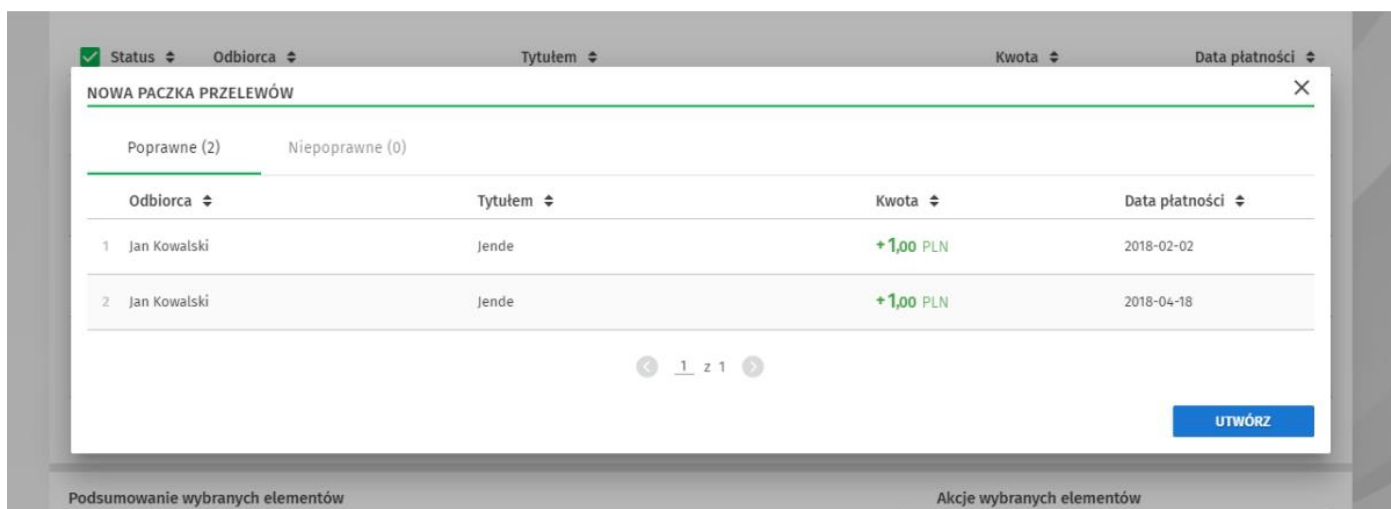 Status Odbiorca Tytułem Kwota Data płatności
NOWA PACZKA PRZELEWÓW
Poprawne (2) Niepoprawne (0)
Odbiorca Tytułem Kwota Data płatności
1 Jan Kowalski Jende +1,00 PLN 2018-02-02
2 Jan Kowalski Jende +1,00 PLN 2018-04-18
1 z 1
UTWÓRZ
Podsumowanie wybranych elementów Akcje wybranych elementów